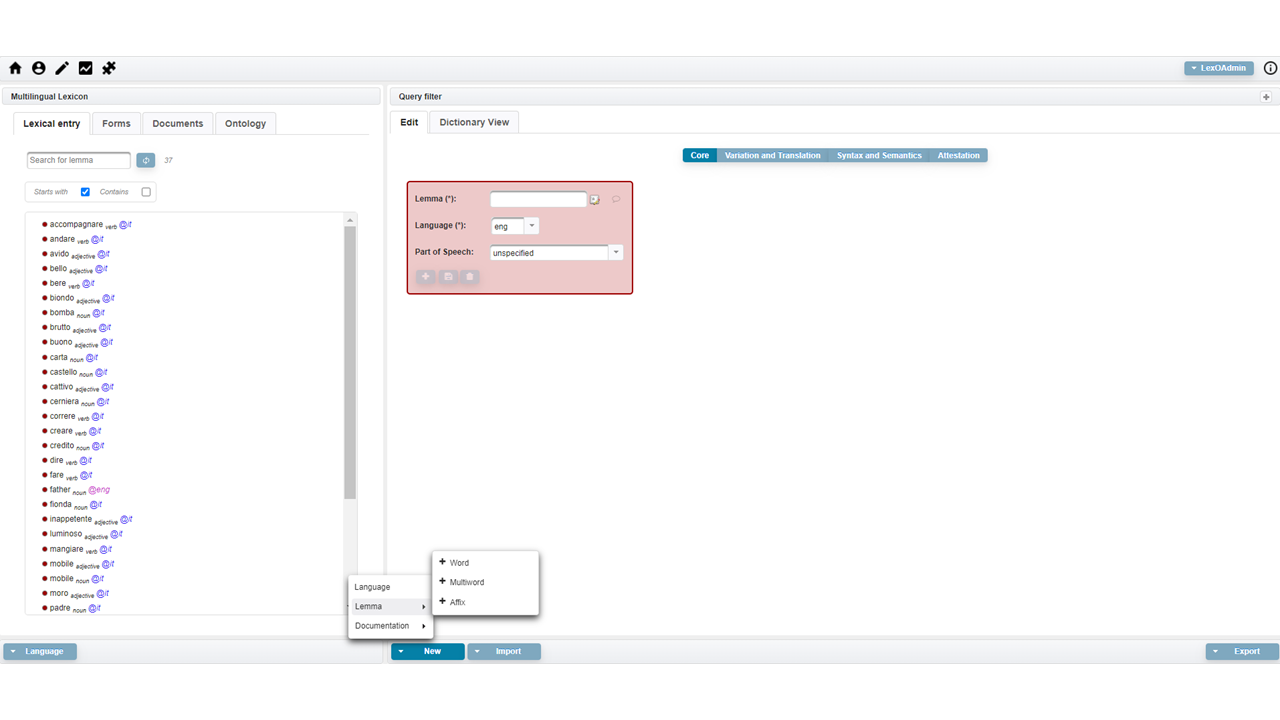 LexOAdmin
Multilingual Lexicon
Query filter
Lexical entry Forms Documents Ontology
Edit Dictionary View
Search for lemma 37
Core Variation and Translation Syntax and Semantics Attestation
Starts with Contains
Lemma (*):
Language (*): eng
Part of Speech: unspecified
accompagnare verb @it
andare verb @it
avido adjective @it
bello adjective @it
bere verb @it
biondo adjective @it
bomba noun @it
brutto adjective @it
buono adjective @it
carta noun @it
castello noun @it
cattivo adjective @it
cerniera noun @it
correre verb @it
creare verb @it
credito noun @it
dire verb @it
fare verb @it
father noun @eng
fionda noun @it
inappetente adjective @it
luminoso adjective @it
mangiare verb @it
mobile adjective @it
mobile noun @it
moro adjective @it
padre noun @it
Language
Lemma
Documentation
Word
Multiword
Affix
Language New Import Export